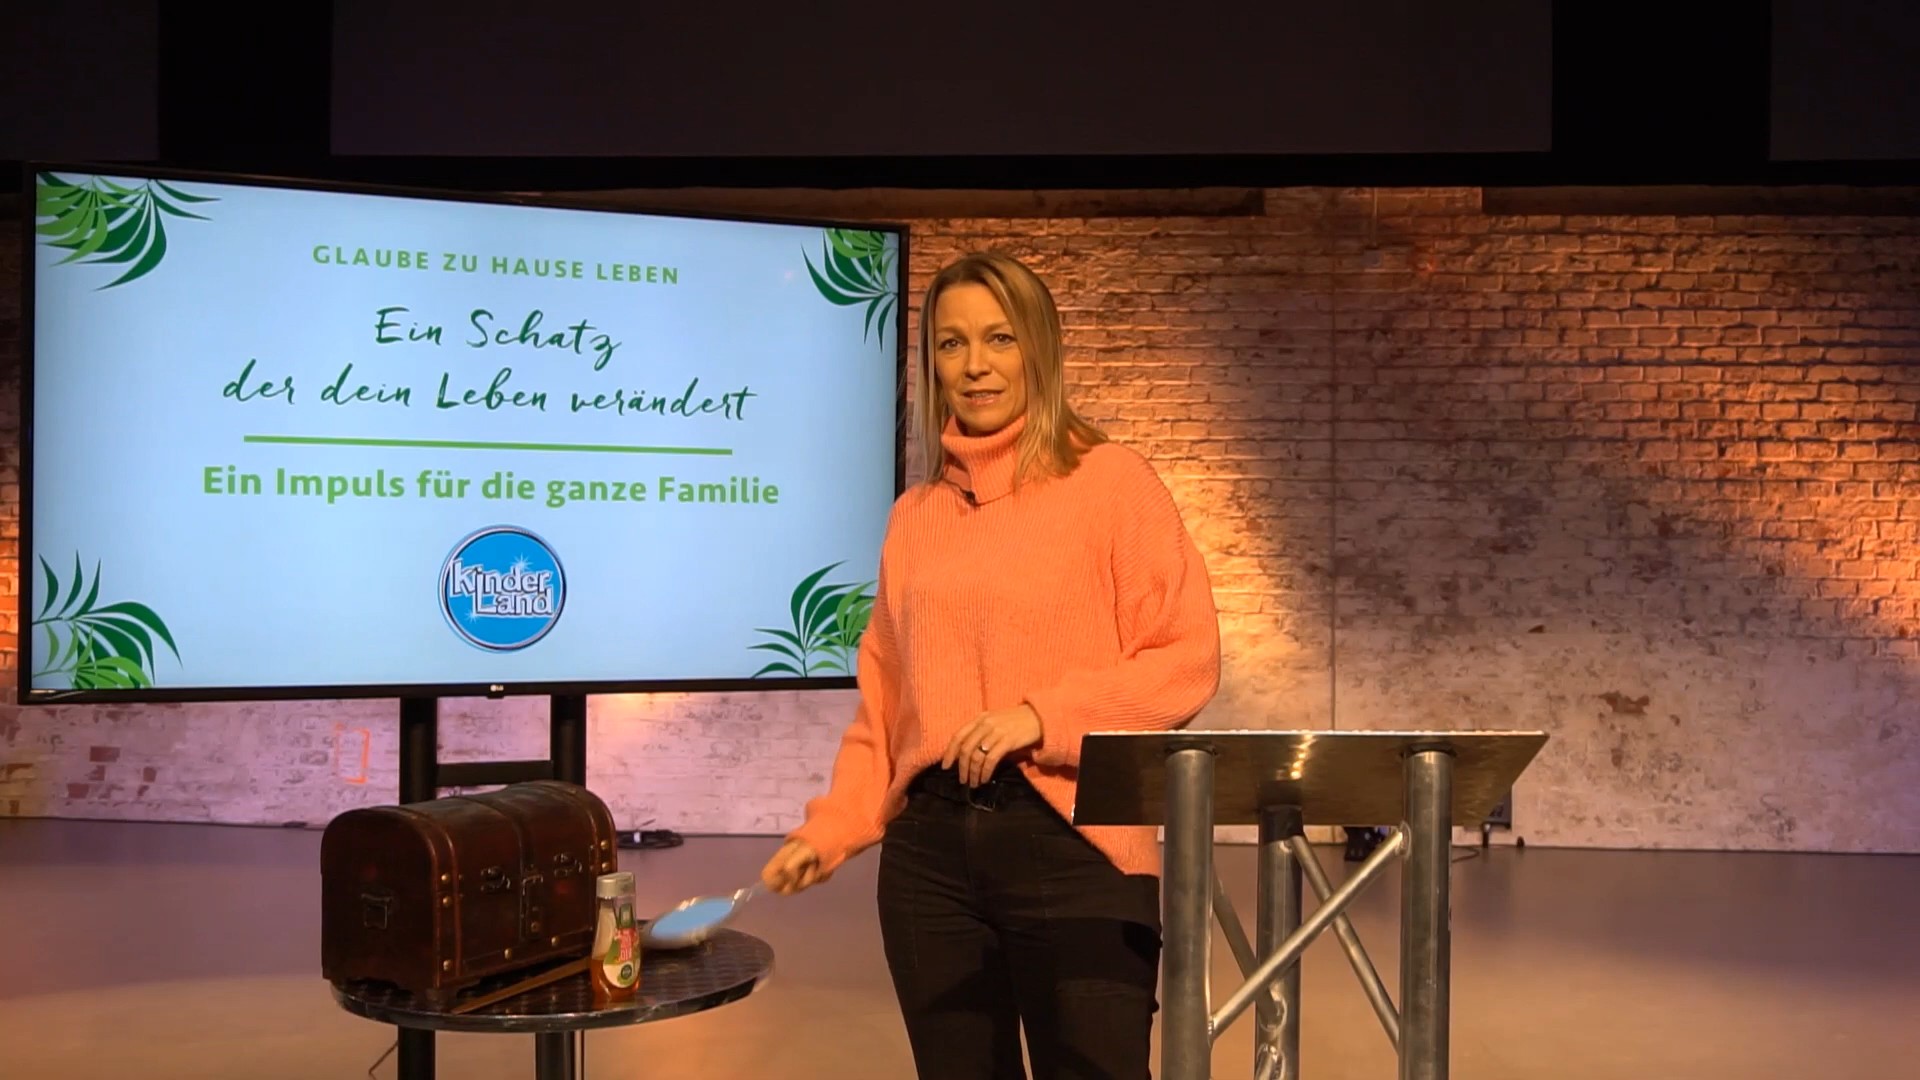 GLAUBE ZU HAUSE LEBEN
Ein Schatz
der dein Leben verändert
Ein Impuls für die ganze Familie
Kinder
Land
LG